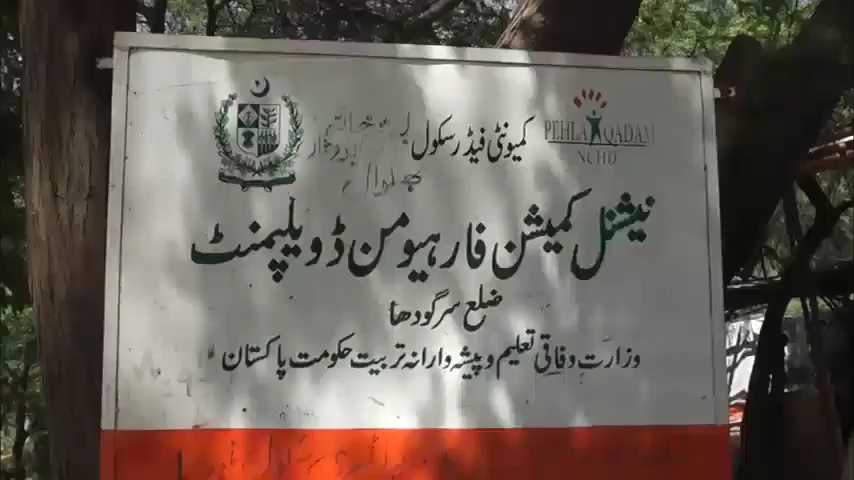 کمیونٹی فیڈر سکول
PEHLA QADAM
NCHD
نیشنل کمیشن فار ہیومن ڈویلپمنٹ
ضلع سرگودھا
وزارت وفاقی تعلیم و پیشہ وارانہ تربیت حکومت پاکستان